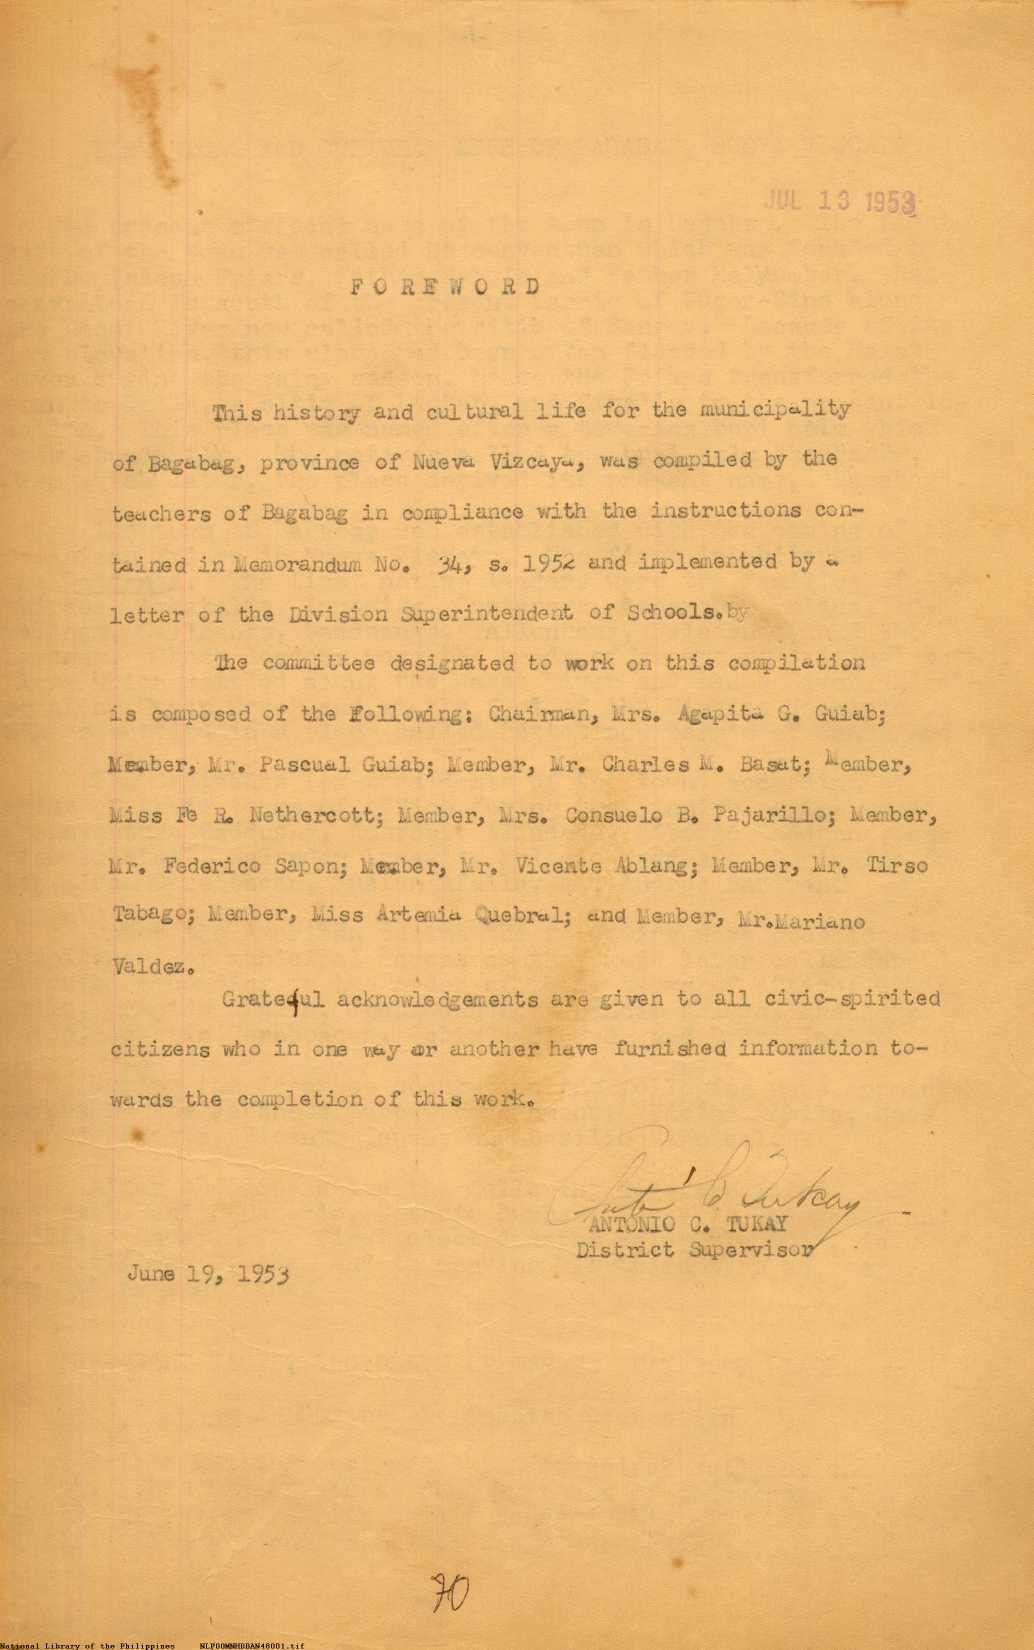 JUL 13 1953
FOREWORD
This history and cultural life for the municipality
of Bagabag, province of Nueva Vizcaya, was compiled by the
teachers of Bagabag in compliance with the instructions con-
tained in Memorandum No. 34, s. 1952 and implemented by a
letter of the Division Superintendent of Schools.by
The committee designated to work on this compilation
is composed of the following: Chairman, Mrs. Agapita G. Guiab;
Member, Mr. Pascual Guiab; Member, Mr. Charles M. Basat; Member,
Miss Fe R. Nethercott; Member, Mrs. Consuelo B. Pajarillo; Member,
Mr. Federico Sapon; Member, Mr. Vicente Ablang; Member, Mr. Tirso
Tabago; Member, Miss Artemia Quebral; and Member, Mr.Mariano
Valdez.
Grateful acknowledgements are given to all civic-spirited
citizens who in one way or another have furnished information to-
wards the completion of this work.
Antonio C. Tukay
ANTONIO C. TUKAY
District Supervisor
June 19, 1953
70
National Library of the Philippines NLP00MNHDBAN48001.tif